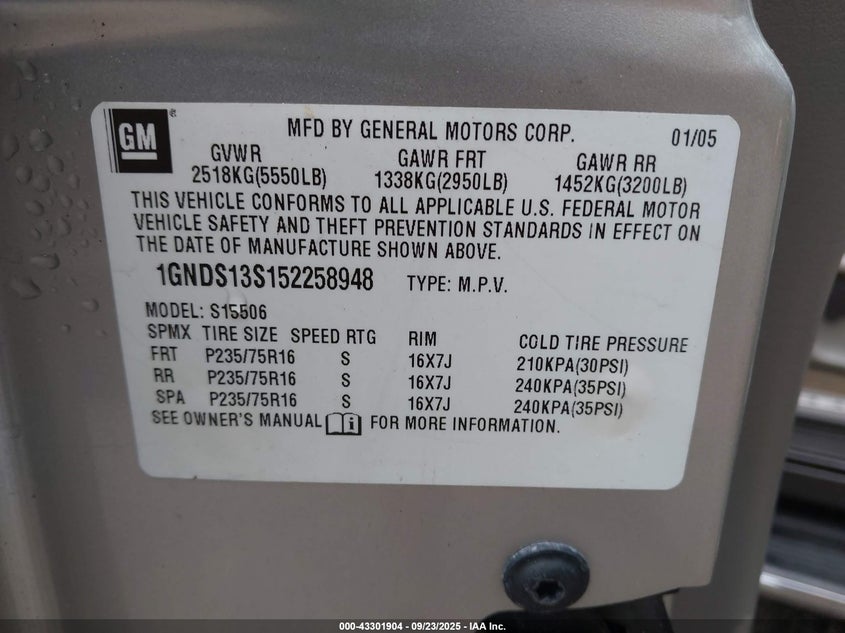 GM®
MFD BY GENERAL MOTORS CORP. 01/05
GVWR GAWR FRT GAWR RR
2518KG(5550LB) 1338KG(2950LB) 1452KG(3200LB)
THIS VEHICLE CONFORMS TO ALL APPLICABLE U.S. FEDERAL MOTOR
VEHICLE SAFETY AND THEFT PREVENTION STANDARDS IN EFFECT ON
THE DATE OF MANUFACTURE SHOWN ABOVE.
1GNDS13S152258948 TYPE: M.P.V.
MODEL: S15506
SPMX TIRE SIZE SPEED RTG RIM COLD TIRE PRESSURE
FRT P235/75R16 S 16X7J 210KPA(30PSI)
RR P235/75R16 S 16X7J 240KPA(35PSI)
SPA P235/75R16 S 16X7J 240KPA(35PSI)
SEE OWNER'S MANUAL i FOR MORE INFORMATION.
000-43301904 - 09/23/2025 - IAA Inc.